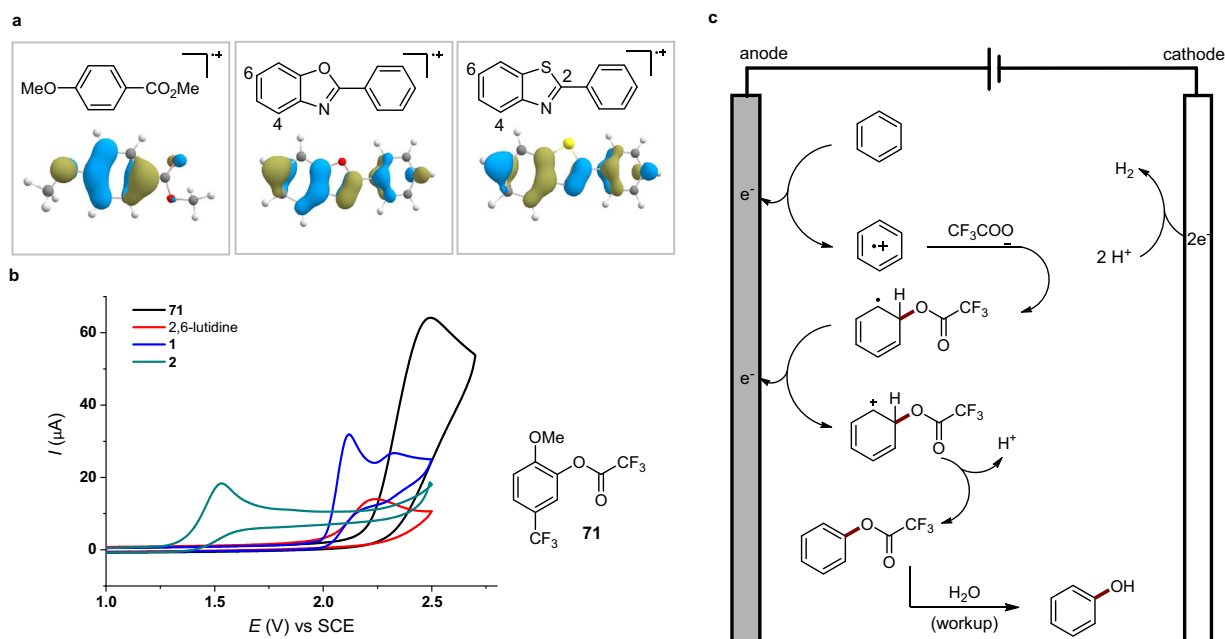 a
MeO
CO2Me
•+
6
O
N
4
•+
6
S
2
N
4
•+
b
71
2,6-lutidine
1
2
60
40
20
0
I (μA)
1.0
1.5
2.0
2.5
E (V) vs SCE
OMe
O
CF3
O
CF3
71
c
anode
cathode
e-
H2
2e-
2 H+
•+
CF3COO-
•
H
O
CF3
O
e-
+
H
O
CF3
O
H+
O
CF3
O
H2O
(workup)
OH